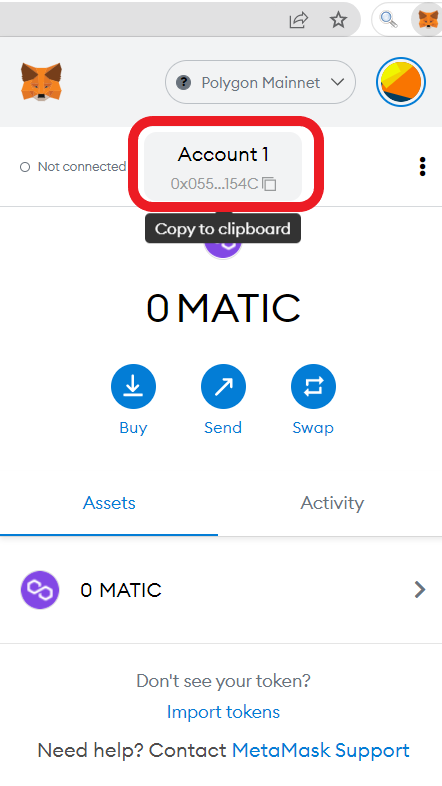 ? Polygon Mainnet
Not connected
Account 1
0x055...154C
Copy to clipboard
0 MATIC
Buy Send Swap
Assets Activity
0 MATIC
Don't see your token?
Import tokens
Need help? Contact MetaMask Support